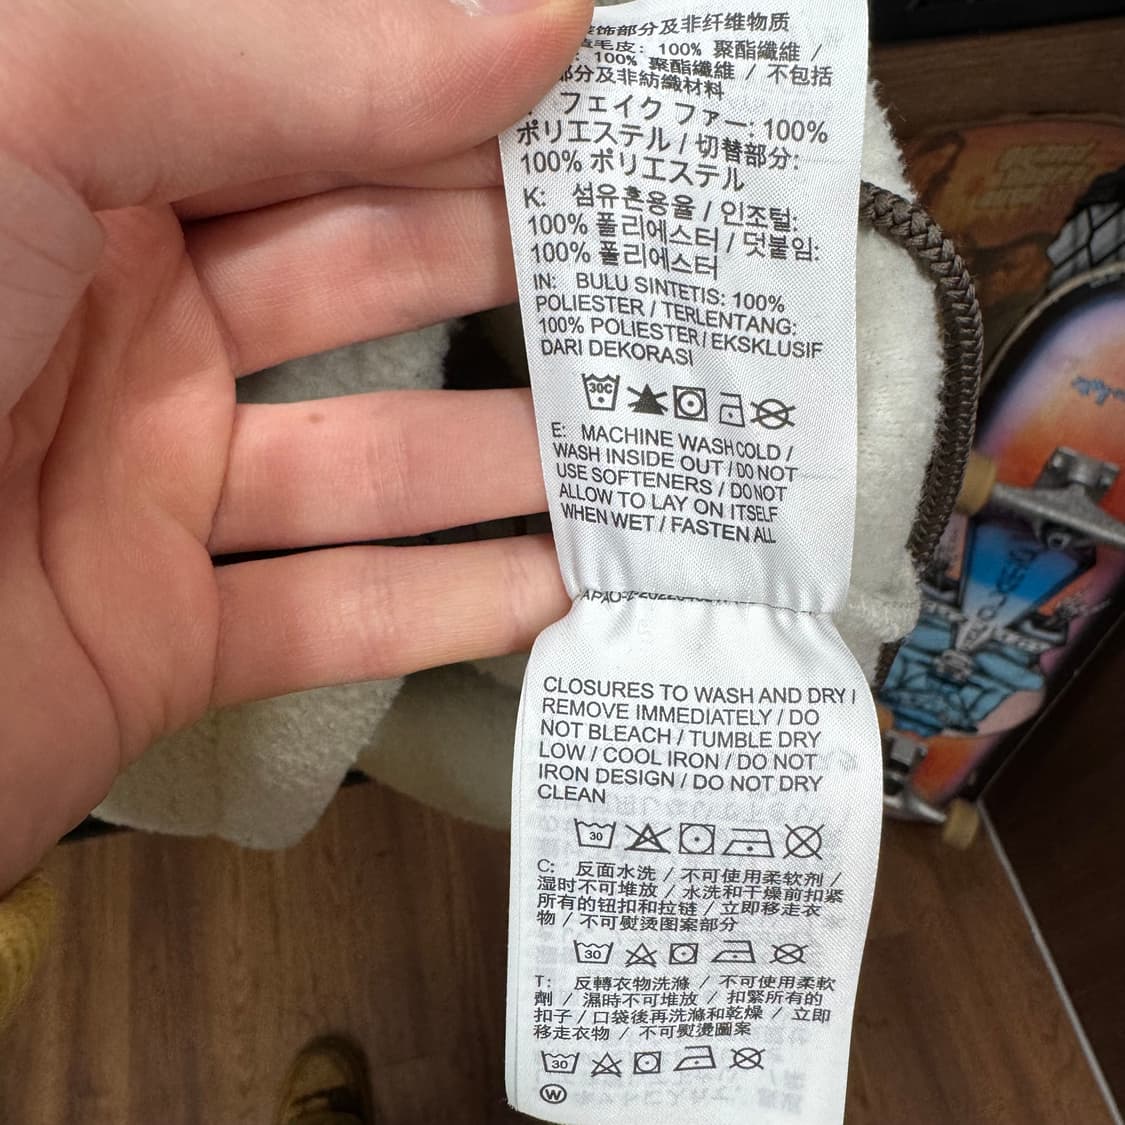 装饰部分及非纤维物质
毛皮: 100% 聚酯纖維 /
: 100% 聚酯纖維 / 不包括
部分及非紡織材料
フェイク ファー: 100%
ポリエステル / 切替部分:
100% ポリエステル
K: 섬유혼용율 / 인조털:
100% 폴리에스터 / 덧붙임:
100% 폴리에스터
IN: BULU SINTETIS: 100%
POLIESTER / TERLENTANG:
100% POLIESTER / EKSKLUSIF
DARI DEKORASI
30C
E: MACHINE WASH COLD /
WASH INSIDE OUT / DO NOT
USE SOFTENERS / DO NOT
ALLOW TO LAY ON ITSELF
WHEN WET / FASTEN ALL
CLOSURES TO WASH AND DRY /
REMOVE IMMEDIATELY / DO
NOT BLEACH / TUMBLE DRY
LOW / COOL IRON / DO NOT
IRON DESIGN / DO NOT DRY
CLEAN
30
C: 反面水洗 / 不可使用柔软剂 /
湿时不可堆放 / 水洗和干燥前扣紧
所有的钮扣和拉链 / 立即移走衣
物 / 不可熨烫图案部分
30
T: 反轉衣物洗滌 / 不可使用柔軟
劑 / 濕時不可堆放 / 扣緊所有的
扣子 / 口袋後再洗滌和乾燥 / 立即
移走衣物 / 不可熨燙圖案
30
W